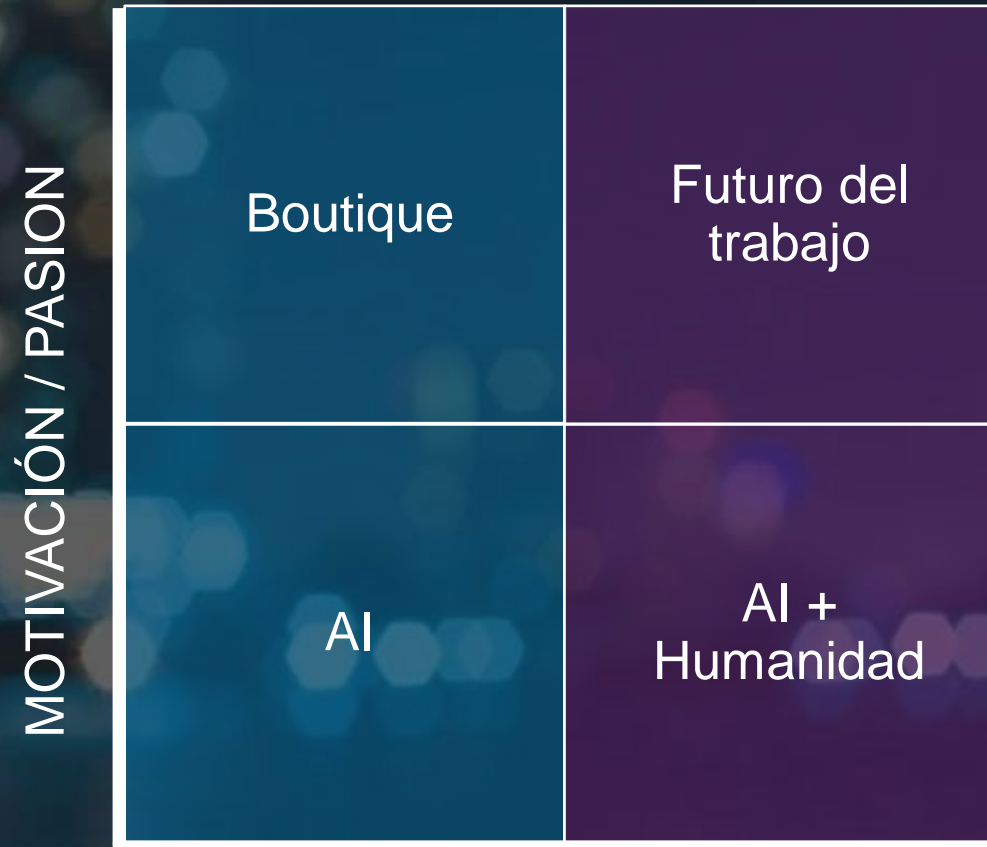 MOTIVACIÓN / PASION
Boutique
Futuro del
trabajo
AI
AI +
Humanidad